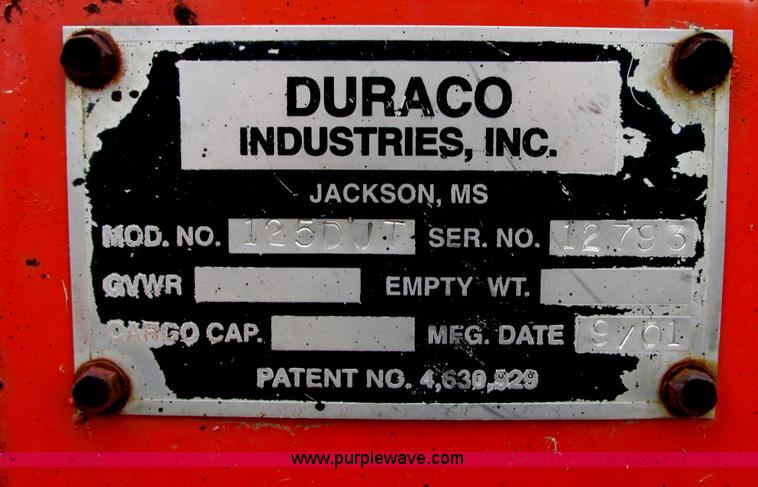 DURACO
INDUSTRIES, INC.
JACKSON, MS
MOD. NO. 125DJT SER. NO. 12793
GVWR EMPTY WT.
CARGO CAP. MFG. DATE 9/01
PATENT NO. 4,630,929
www.purplewave.com